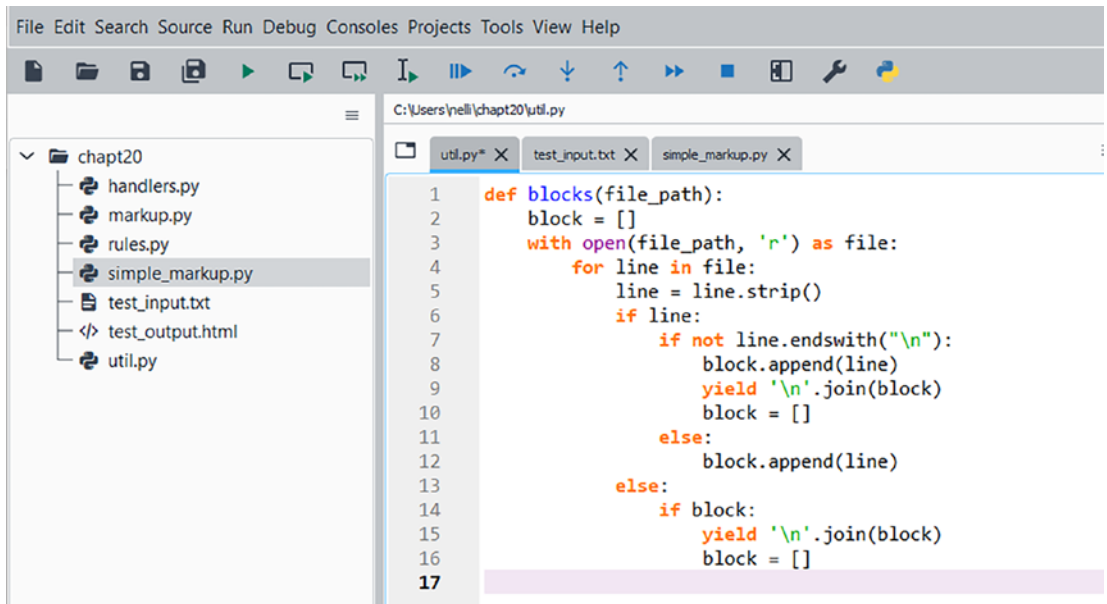 File Edit Search Source Run Debug Consoles Projects Tools View Help
C:\Users\nelli\chapt20\util.py
chapt20
handlers.py
markup.py
rules.py
simple_markup.py
test_input.txt
test_output.html
util.py
util.py* test_input.txt simple_markup.py
1 def blocks(file_path):
2     block = []
3     with open(file_path, 'r') as file:
4         for line in file:
5             line = line.strip()
6             if line:
7                 if not line.endswith("\n"):
8                     block.append(line)
9                     yield '\n'.join(block)
10                     block = []
11                 else:
12                     block.append(line)
13             else:
14                 if block:
15                     yield '\n'.join(block)
16                     block = []
17